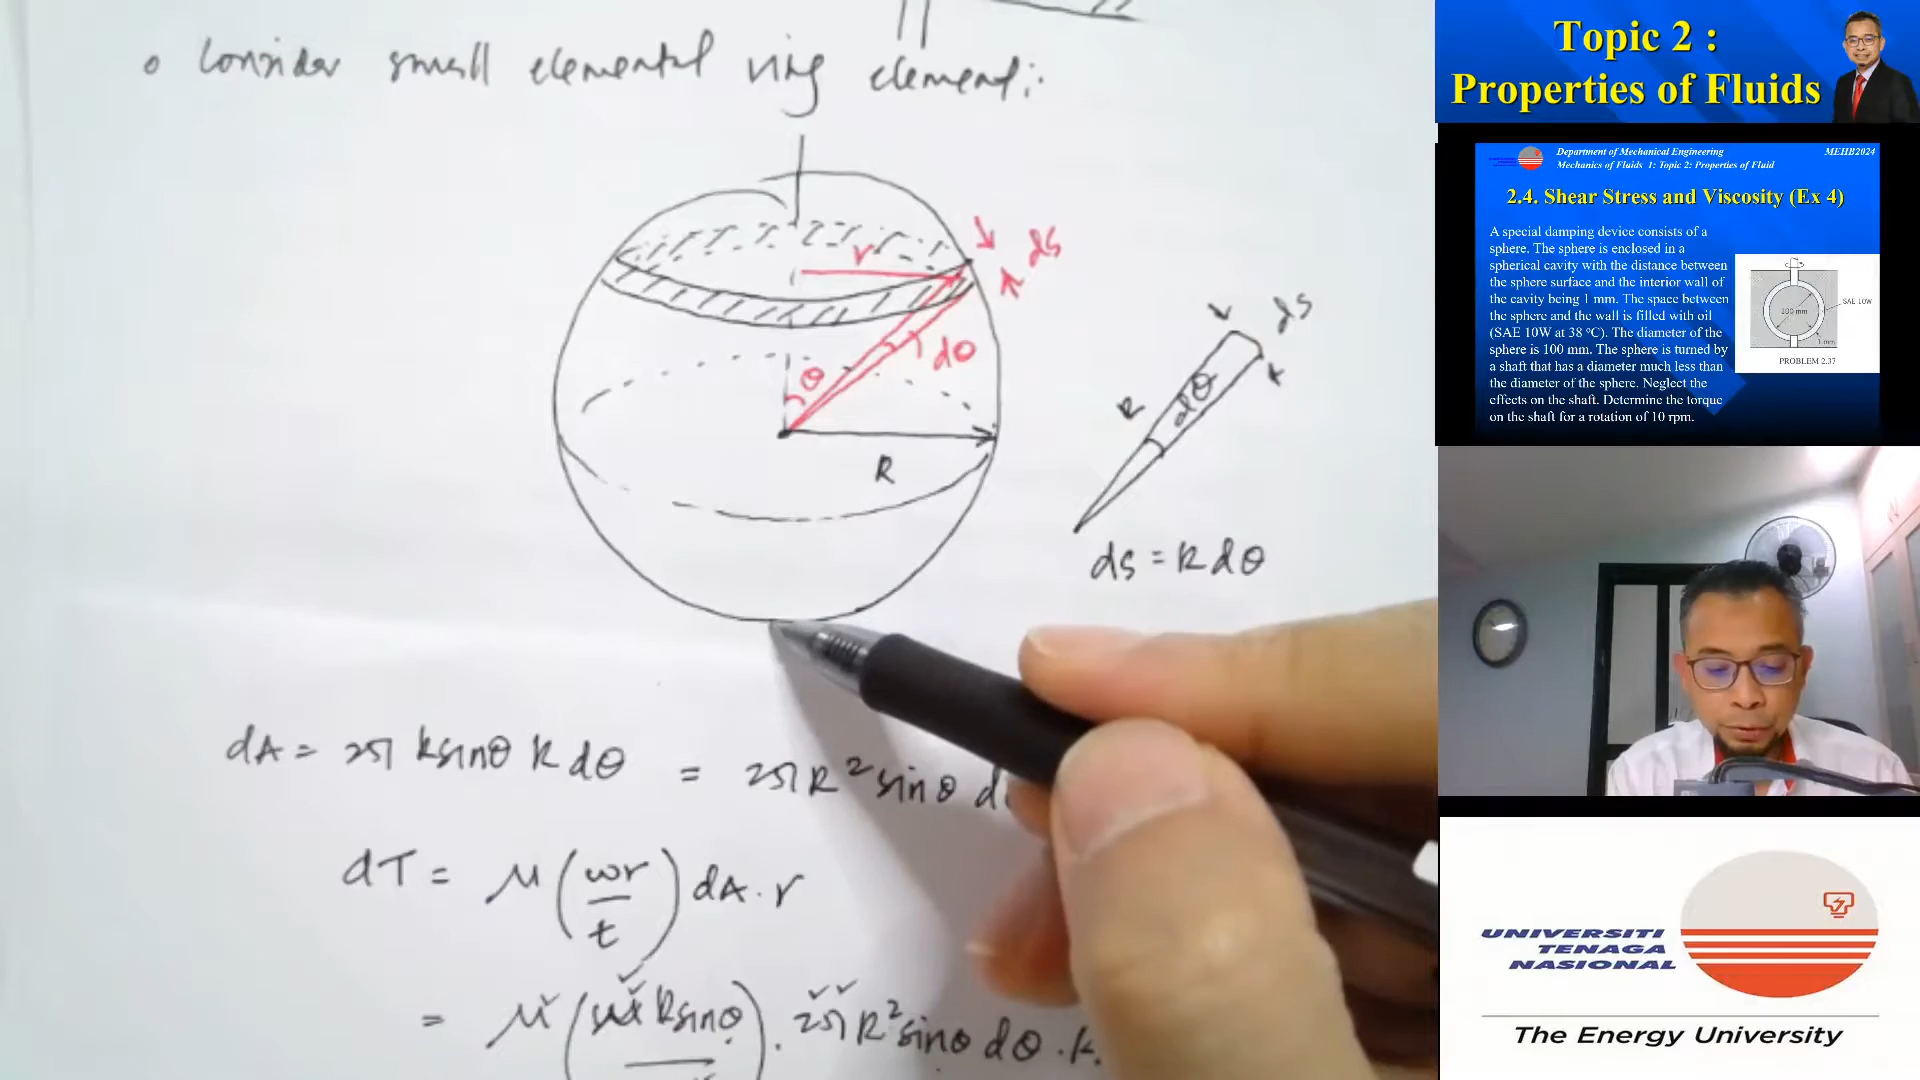 o Consider small elemental ring element:
r
ds
dθ
θ
R
ds
R
dθ
ds = R dθ
dA = 2π R sinθ R dθ = 2π R² sin θ d
dT = μ (ωr/t) dA . r
= μ (ω R sinθ) . 2π R² sinθ dθ . R
Topic 2 :
Properties of Fluids
Department of Mechanical Engineering
MEHB2024
Mechanics of Fluids 1: Topic 2: Properties of Fluid
2.4. Shear Stress and Viscosity (Ex 4)
A special damping device consists of a
sphere. The sphere is enclosed in a
spherical cavity with the distance between
the sphere surface and the interior wall of
the cavity being 1 mm. The space between
the sphere and the wall is filled with oil
(SAE 10W at 38 °C). The diameter of the
sphere is 100 mm. The sphere is turned by
a shaft that has a diameter much less than
the diameter of the sphere. Neglect the
effects on the shaft. Determine the torque
on the shaft for a rotation of 10 rpm.
SAE 10W
100 mm
1 mm
PROBLEM 2.37
UNIVERSITI
TENAGA
NASIONAL
The Energy University